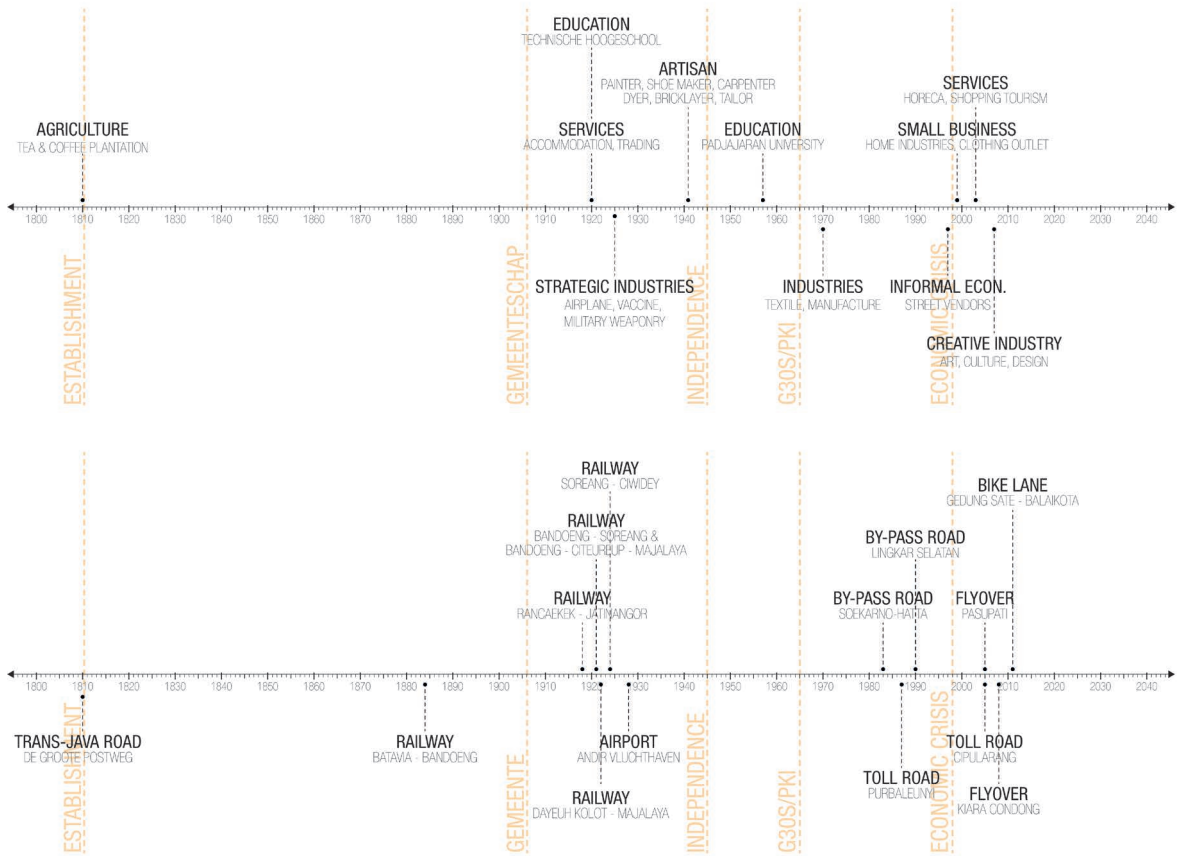 EDUCATION
TECHNISCHE HOOGESCHOOL
ARTISAN
PAINTER, SHOE MAKER, CARPENTER
DYER, BRICKLAYER, TAILOR
SERVICES
HORECA, SHOPPING TOURISM
AGRICULTURE
TEA & COFFEE PLANTATION
SERVICES
ACCOMMODATION, TRADING
EDUCATION
PADJAJARAN UNIVERSITY
SMALL BUSINESS
HOME INDUSTRIES, CLOTHING OUTLET
1800 1810 1820 1830 1840 1850 1860 1870 1880 1890 1900 1910 1920 1930 1940 1950 1960 1970 1980 1990 2000 2010 2020 2030 2040
ESTABLISHMENT
GEMEENTESCHAP
INDEPENDENCE
G30S/PKI
ECONOMIC CRISIS
STRATEGIC INDUSTRIES
AIRPLANE, VACCINE,
MILITARY WEAPONRY
INDUSTRIES
TEXTILE, MANUFACTURE
INFORMAL ECON.
STREET VENDORS
CREATIVE INDUSTRY
ART, CULTURE, DESIGN
RAILWAY
SOREANG - CIWIDEY
BIKE LANE
GEDUNG SATE - BALAIKOTA
RAILWAY
BANDOENG - SOREANG &
BANDOENG - CITEUREUP - MAJALAYA
BY-PASS ROAD
LINGKAR SELATAN
RAILWAY
RANCAEKEK - JATINANGOR
BY-PASS ROAD
SOEKARNO-HATTA
FLYOVER
PASUPATI
1800 1810 1820 1830 1840 1850 1860 1870 1880 1890 1900 1910 1920 1930 1940 1950 1960 1970 1980 1990 2000 2010 2020 2030 2040
ESTABLISHMENT
GEMEENTE
INDEPENDENCE
G30S/PKI
ECONOMIC CRISIS
TRANS-JAVA ROAD
DE GROOTE POSTWEG
RAILWAY
BATAVIA - BANDOENG
AIRPORT
ANDIR VLUCHTHAVEN
TOLL ROAD
CIPULARANG
TOLL ROAD
PURBALEUNYI
RAILWAY
DAYEUH KOLOT - MAJALAYA
FLYOVER
KIARA CONDONG